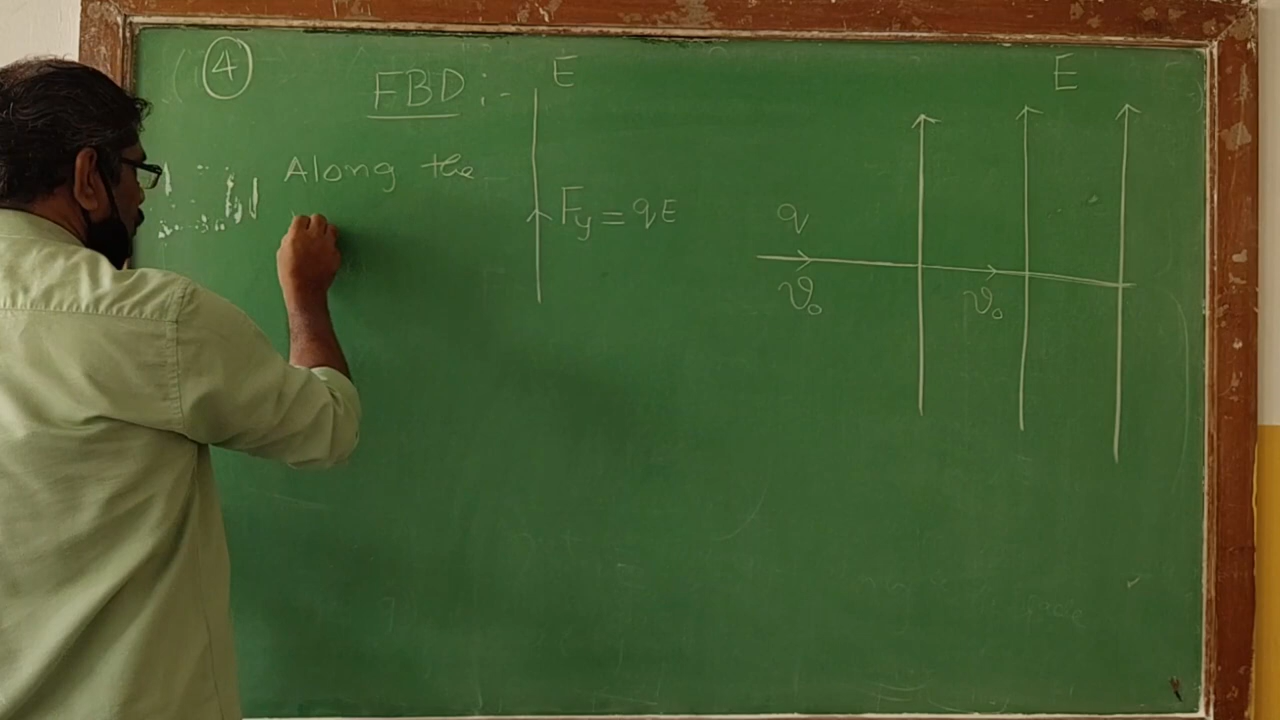 4
FBD:-
E
Along the
Fy = qE
E
q
v₀
v₀